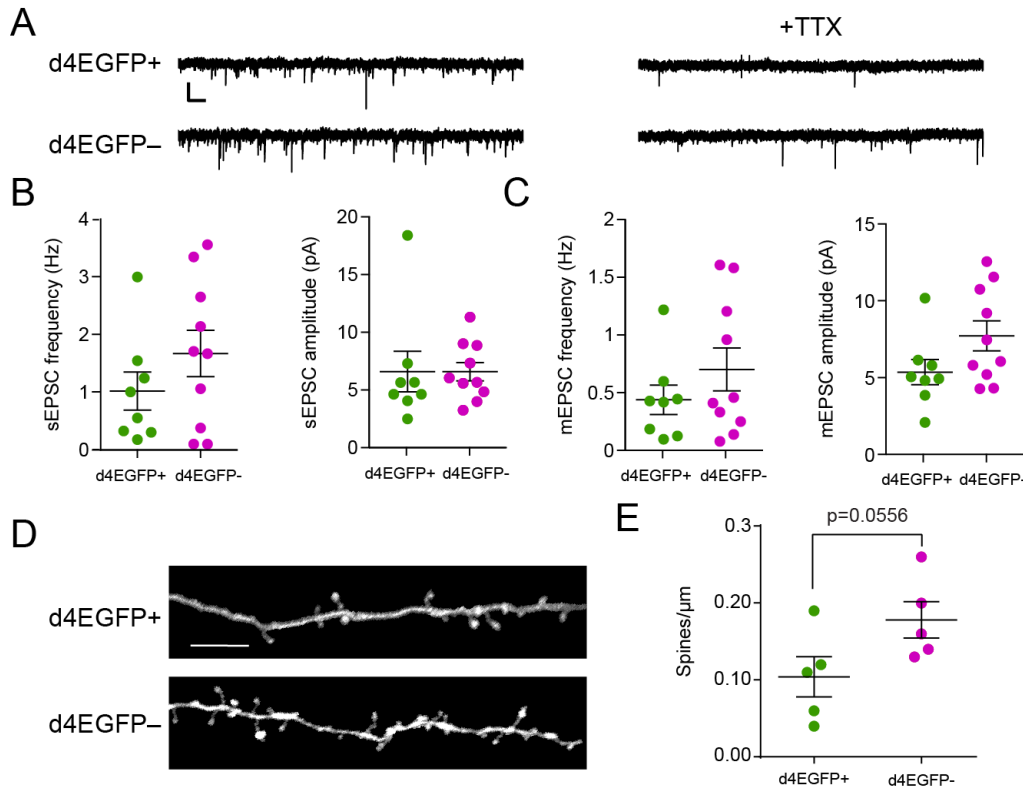 A
+TTX
d4EGFP+
d4EGFP–
B
sEPSC frequency (Hz)
4
3
2
1
0
d4EGFP+ d4EGFP-
sEPSC amplitude (pA)
20
15
10
5
0
d4EGFP+ d4EGFP-
C
mEPSC frequency (Hz)
2
1.5
1
0.5
0
d4EGFP+ d4EGFP-
mEPSC amplitude (pA)
15
10
5
0
d4EGFP+ d4EGFP-
D
d4EGFP+
d4EGFP–
E
p=0.0556
Spines/μm
0.3
0.20
0.10
0.00
d4EGFP+ d4EGFP-